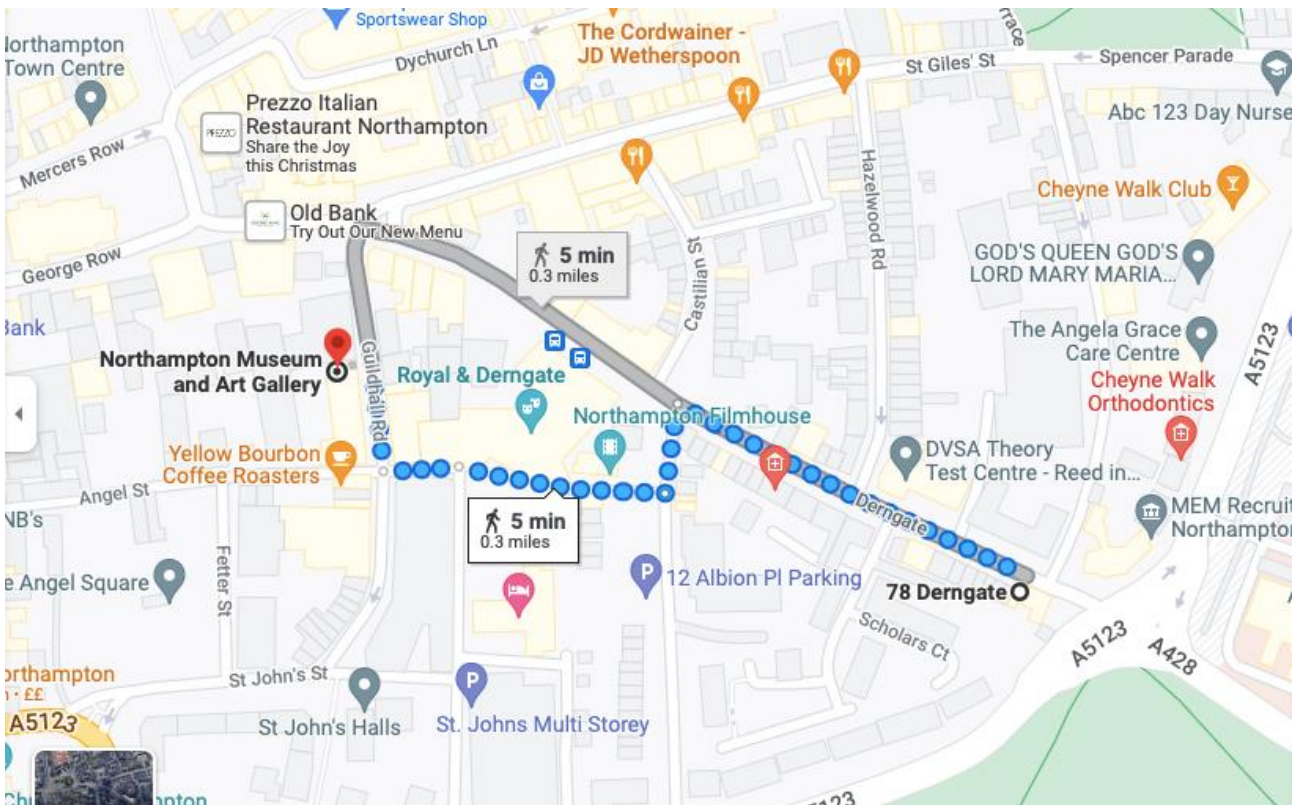 Sportswear Shop
The Cordwainer -
JD Wetherspoon
Dychurch Ln
St Giles' St
Spencer Parade
Northampton
Town Centre
Abc 123 Day Nurse
Prezzo Italian
Restaurant Northampton
Share the Joy
this Christmas
PREZZO
Mercers Row
Hazelwood Rd
Cheyne Walk Club
Old Bank
Try Out Our New Menu
George Row
5 min
0.3 miles
Castilian St
GOD'S QUEEN GOD'S
LORD MARY MARIA...
Bank
The Angela Grace
Care Centre
A5123
Northampton Museum
and Art Gallery
Guildhall Rd
Royal & Derngate
Cheyne Walk
Orthodontics
Northampton Filmhouse
Yellow Bourbon
Coffee Roasters
DVSA Theory
Test Centre - Reed in...
Angel St
NB's
5 min
0.3 miles
Derngate
MEM Recruit
Northampton
Fetter St
e Angel Square
P
12 Albion Pl Parking
78 Derngate
Scholars Ct
A5123
A428
orthampton
· ££
A5123
St John's St
St John's Halls
P
St. Johns Multi Storey
A5123